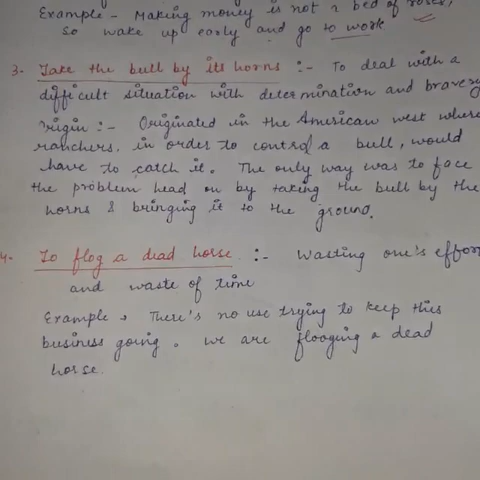 Example - Making money is not a bed of roses,
so wake up early and go to work
3. Take the bull by its horns :- To deal with a
difficult situation with determination and bravery
Origin :- Originated in the American west where
ranchers, in order to control a bull, would
have to catch it. The only way was to face
the problem head on by taking the bull by the
horns & bringing it to the ground.
4. To flog a dead horse :- Wasting one's effort
and waste of time
Example, There's no use trying to keep this
business going. We are flooging a dead
horse.